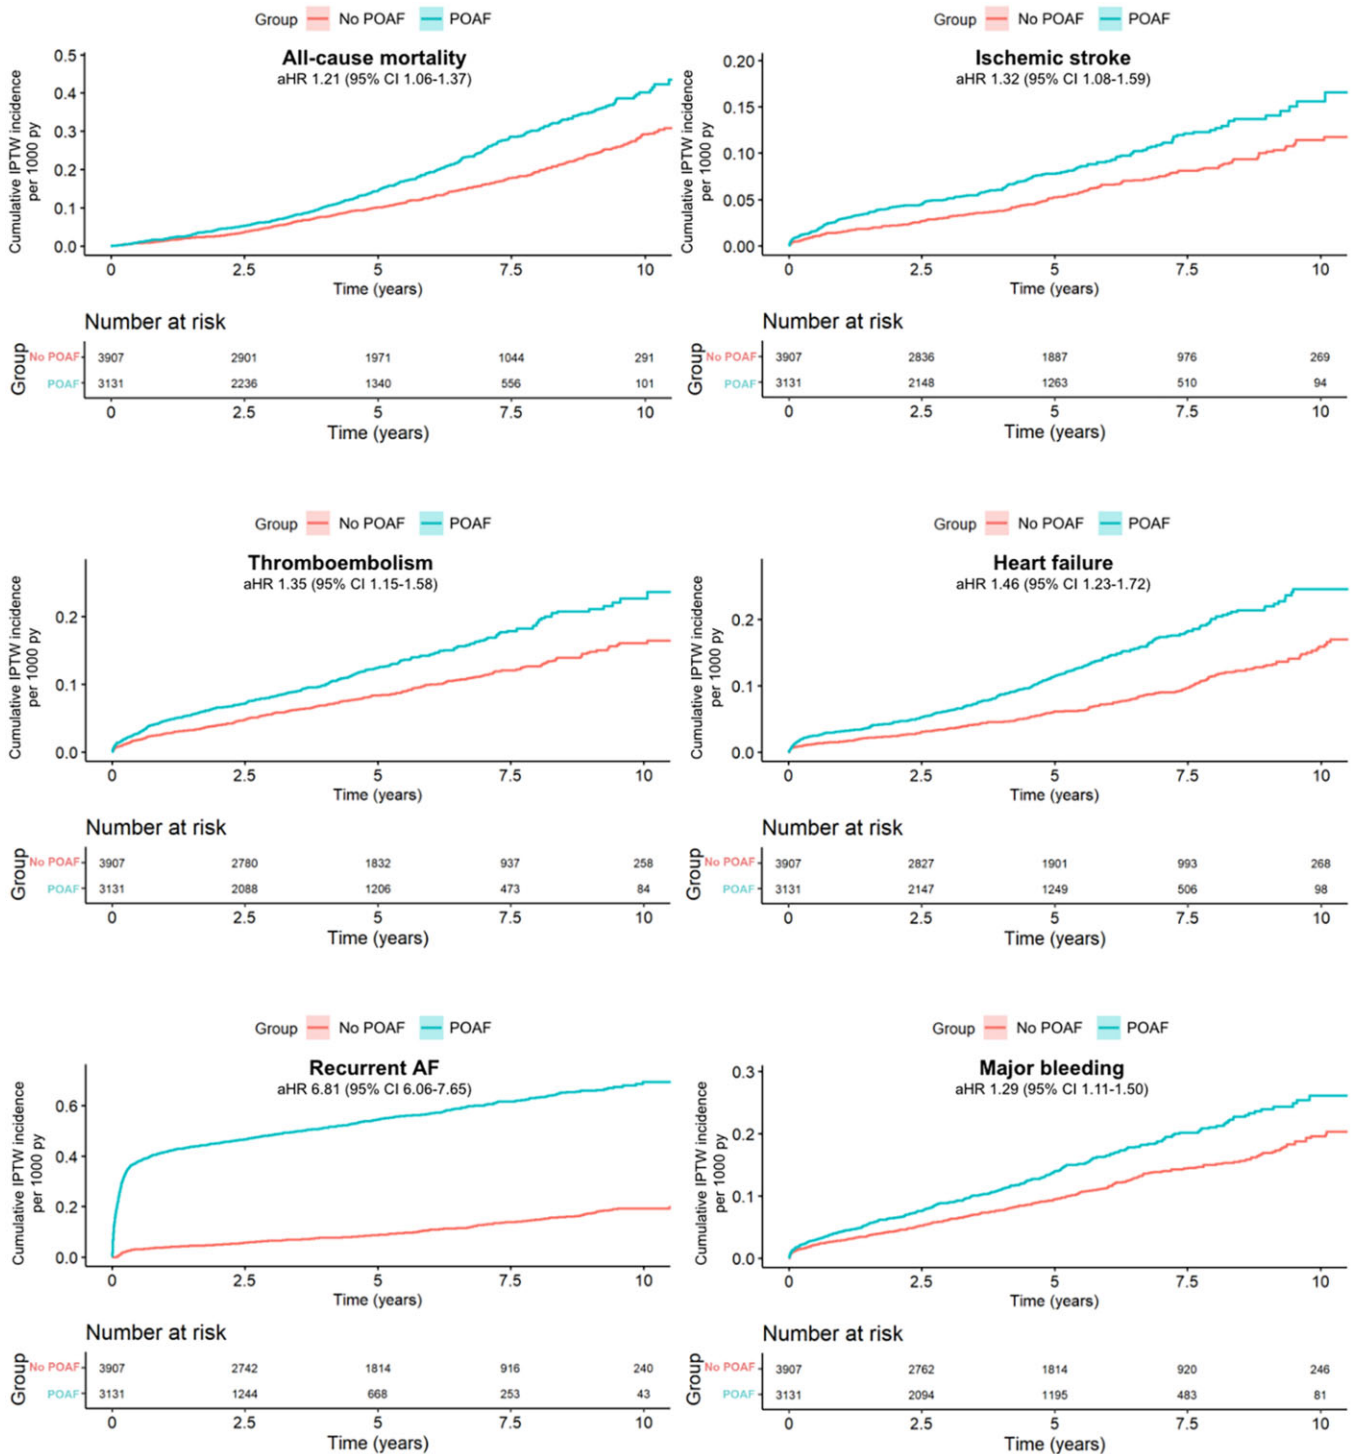 Group No POAF POAF
All-cause mortality
aHR 1.21 (95% CI 1.06-1.37)
Cumulative IPTW incidence
per 1000 py
0.5
0.4
0.3
0.2
0.1
0.0
0 2.5 5 7.5 10
Time (years)
Number at risk
Group
No POAF 3907 2901 1971 1044 291
POAF 3131 2236 1340 556 101
0 2.5 5 7.5 10
Time (years)
Group No POAF POAF
Ischemic stroke
aHR 1.32 (95% CI 1.08-1.59)
Cumulative IPTW incidence
per 1000 py
0.20
0.15
0.10
0.05
0.00
0 2.5 5 7.5 10
Time (years)
Number at risk
Group
No POAF 3907 2836 1887 976 269
POAF 3131 2148 1263 510 94
0 2.5 5 7.5 10
Time (years)
Group No POAF POAF
Thromboembolism
aHR 1.35 (95% CI 1.15-1.58)
Cumulative IPTW incidence
per 1000 py
0.2
0.1
0.0
0 2.5 5 7.5 10
Time (years)
Number at risk
Group
No POAF 3907 2780 1832 937 258
POAF 3131 2088 1206 473 84
0 2.5 5 7.5 10
Time (years)
Group No POAF POAF
Heart failure
aHR 1.46 (95% CI 1.23-1.72)
Cumulative IPTW incidence
per 1000 py
0.2
0.1
0.0
0 2.5 5 7.5 10
Time (years)
Number at risk
Group
No POAF 3907 2827 1901 993 268
POAF 3131 2147 1249 506 98
0 2.5 5 7.5 10
Time (years)
Group No POAF POAF
Recurrent AF
aHR 6.81 (95% CI 6.06-7.65)
Cumulative IPTW incidence
per 1000 py
0.6
0.4
0.2
0.0
0 2.5 5 7.5 10
Time (years)
Number at risk
Group
No POAF 3907 2742 1814 916 240
POAF 3131 1244 668 253 43
0 2.5 5 7.5 10
Time (years)
Group No POAF POAF
Major bleeding
aHR 1.29 (95% CI 1.11-1.50)
Cumulative IPTW incidence
per 1000 py
0.3
0.2
0.1
0.0
0 2.5 5 7.5 10
Time (years)
Number at risk
Group
No POAF 3907 2762 1814 920 246
POAF 3131 2094 1195 483 81
0 2.5 5 7.5 10
Time (years)